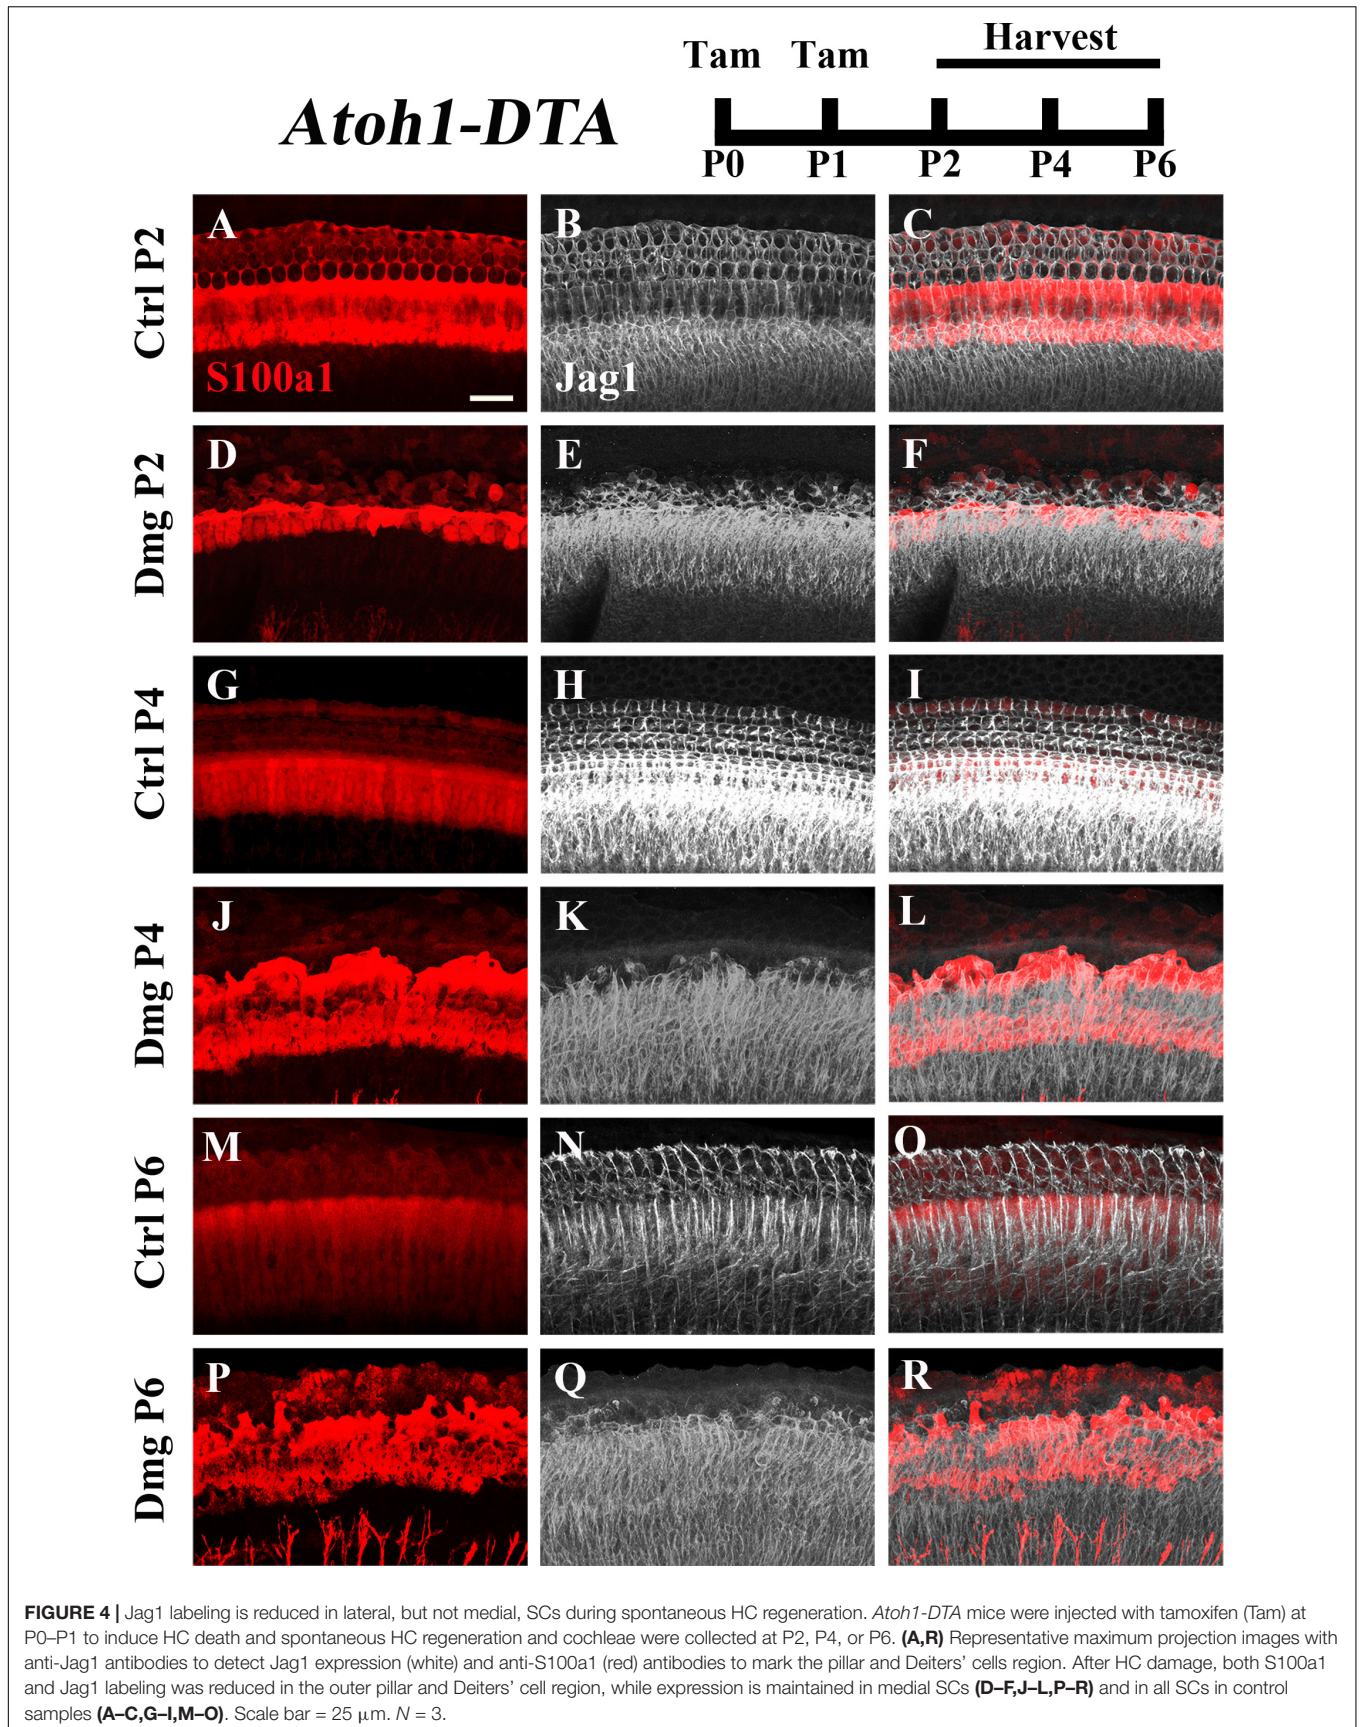 Harvest
Tam Tam
Atoh1-DTA
P0 P1 P2 P4 P6
Ctrl P2
A
S100a1
B
Jag1
C
Dmg P2
D
E
F
Ctrl P4
G
H
I
Dmg P4
J
K
L
Ctrl P6
M
N
O
Dmg P6
P
Q
R
FIGURE 4 | Jag1 labeling is reduced in lateral, but not medial, SCs during spontaneous HC regeneration. Atoh1-DTA mice were injected with tamoxifen (Tam) at
P0–P1 to induce HC death and spontaneous HC regeneration and cochleae were collected at P2, P4, or P6. (A,R) Representative maximum projection images with
anti-Jag1 antibodies to detect Jag1 expression (white) and anti-S100a1 (red) antibodies to mark the pillar and Deiters' cells region. After HC damage, both S100a1
and Jag1 labeling was reduced in the outer pillar and Deiters' cell region, while expression is maintained in medial SCs (D–F,J–L,P–R) and in all SCs in control
samples (A–C,G–I,M–O). Scale bar = 25 μm. N = 3.